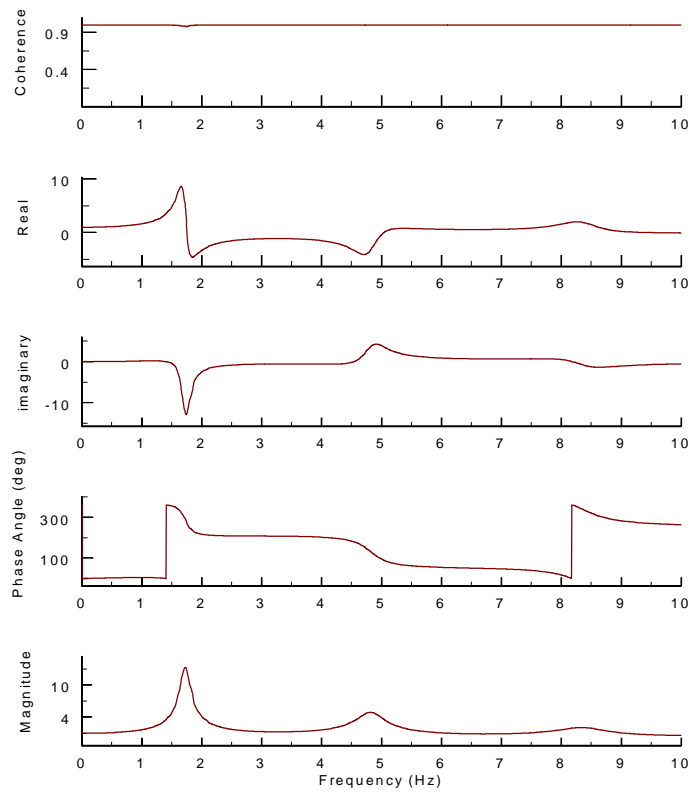 Coherence
0.9
0.4
0 1 2 3 4 5 6 7 8 9 10
Real
10
0
0 1 2 3 4 5 6 7 8 9 10
imaginary
0
-10
0 1 2 3 4 5 6 7 8 9 10
Phase Angle (deg)
300
100
0 1 2 3 4 5 6 7 8 9 10
Magnitude
10
4
0 1 2 3 4 5 6 7 8 9 10
Frequency (Hz)